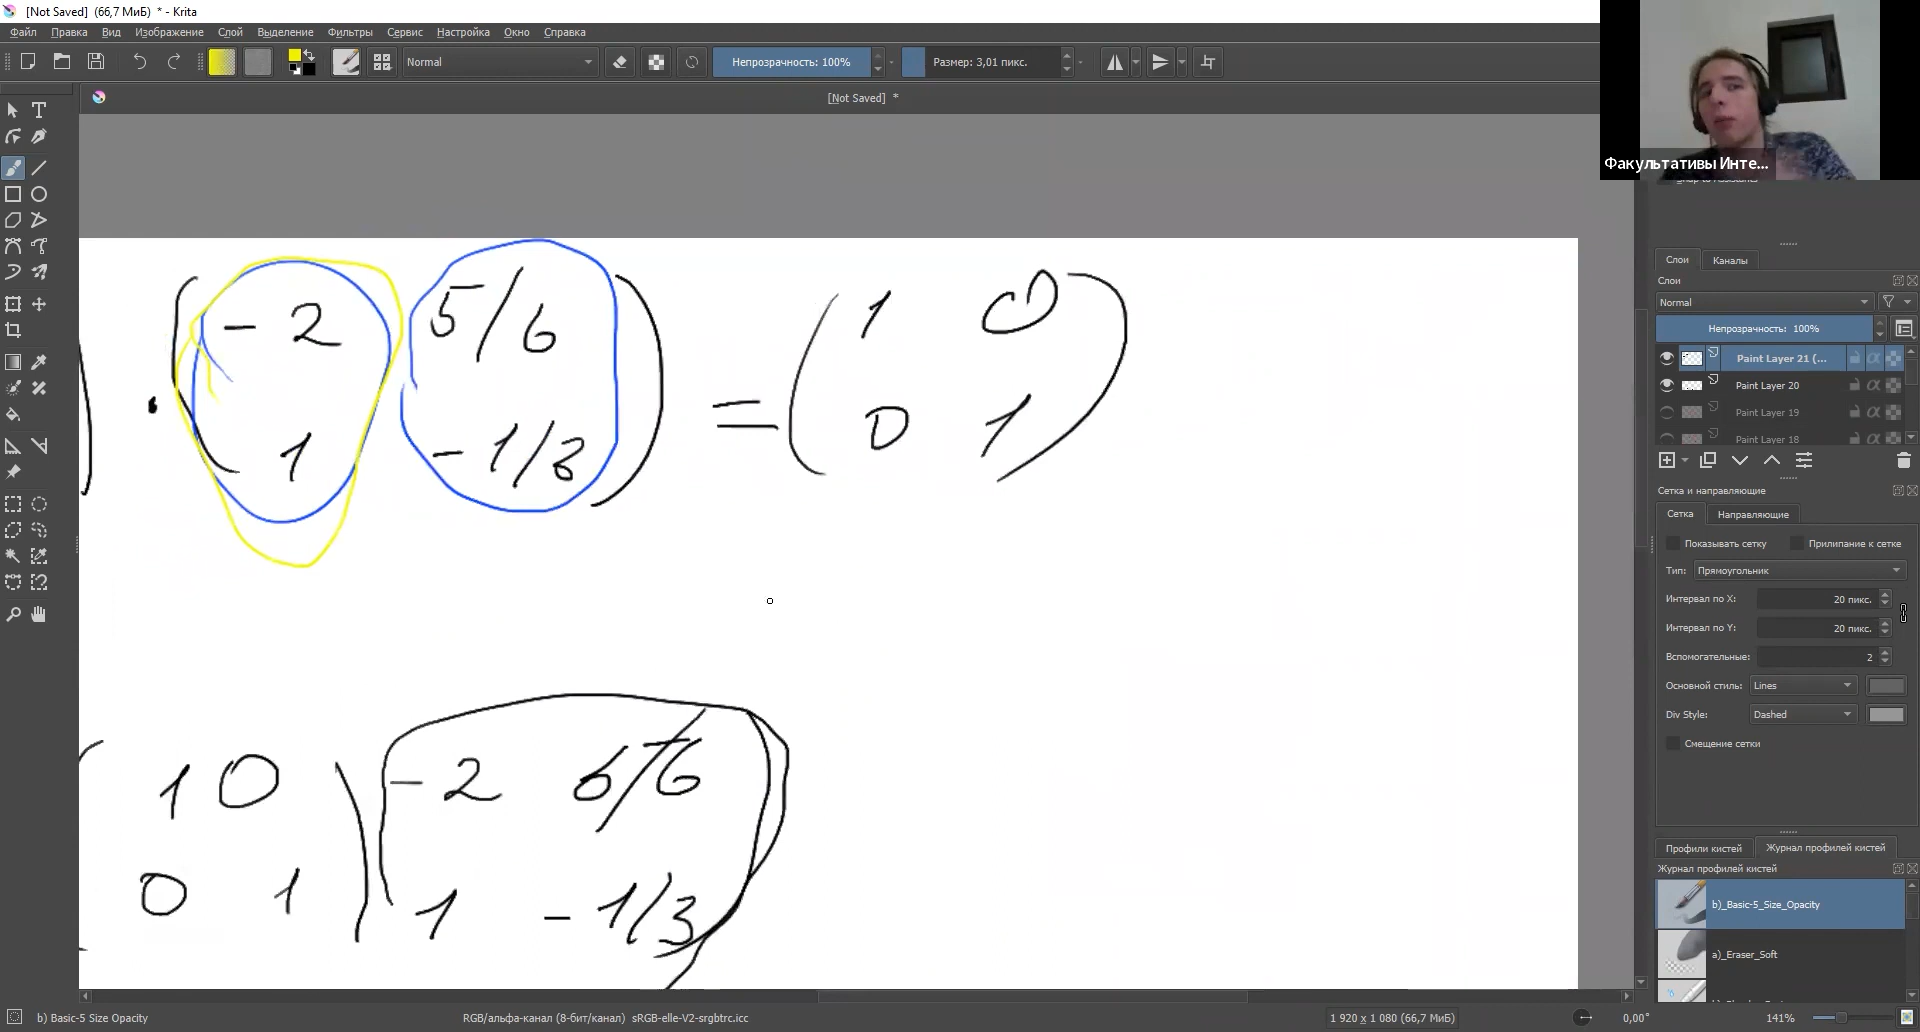 [Not Saved] (66,7 МиБ) * - Krita
Файл Правка Вид Изображение Слой Выделение Фильтры Сервис Настройка Окно Справка
Normal Непрозрачность: 100% Размер: 3,01 пикс.
[Not Saved] *
Факультативы Инте...
Слои Каналы
Слои
Normal
Непрозрачность: 100%
Paint Layer 21 (...
Paint Layer 20
Paint Layer 19
Paint Layer 18
- 2 5/6 1 0
· = 
1 - 1/3 0 1
1 0 - 2 5/6
0 1 1 - 1/3
Сетка и направляющие
Сетка Направляющие
Показывать сетку Прилипание к сетке
Тип: Прямоугольник
Интервал по X: 20 пикс.
Интервал по Y: 20 пикс.
Вспомогательные: 2
Основной стиль: Lines
Div Style: Dashed
Смещение сетки
Профили кистей Журнал профилей кистей
Журнал профилей кистей
b)_Basic-5_Size_Opacity
a)_Eraser_Soft
b) Basic-5 Size Opacity RGB/альфа-канал (8-бит/канал) sRGB-elle-V2-srgbtrc.icc 1 920 x 1 080 (66,7 МиБ) 0,00° 141%